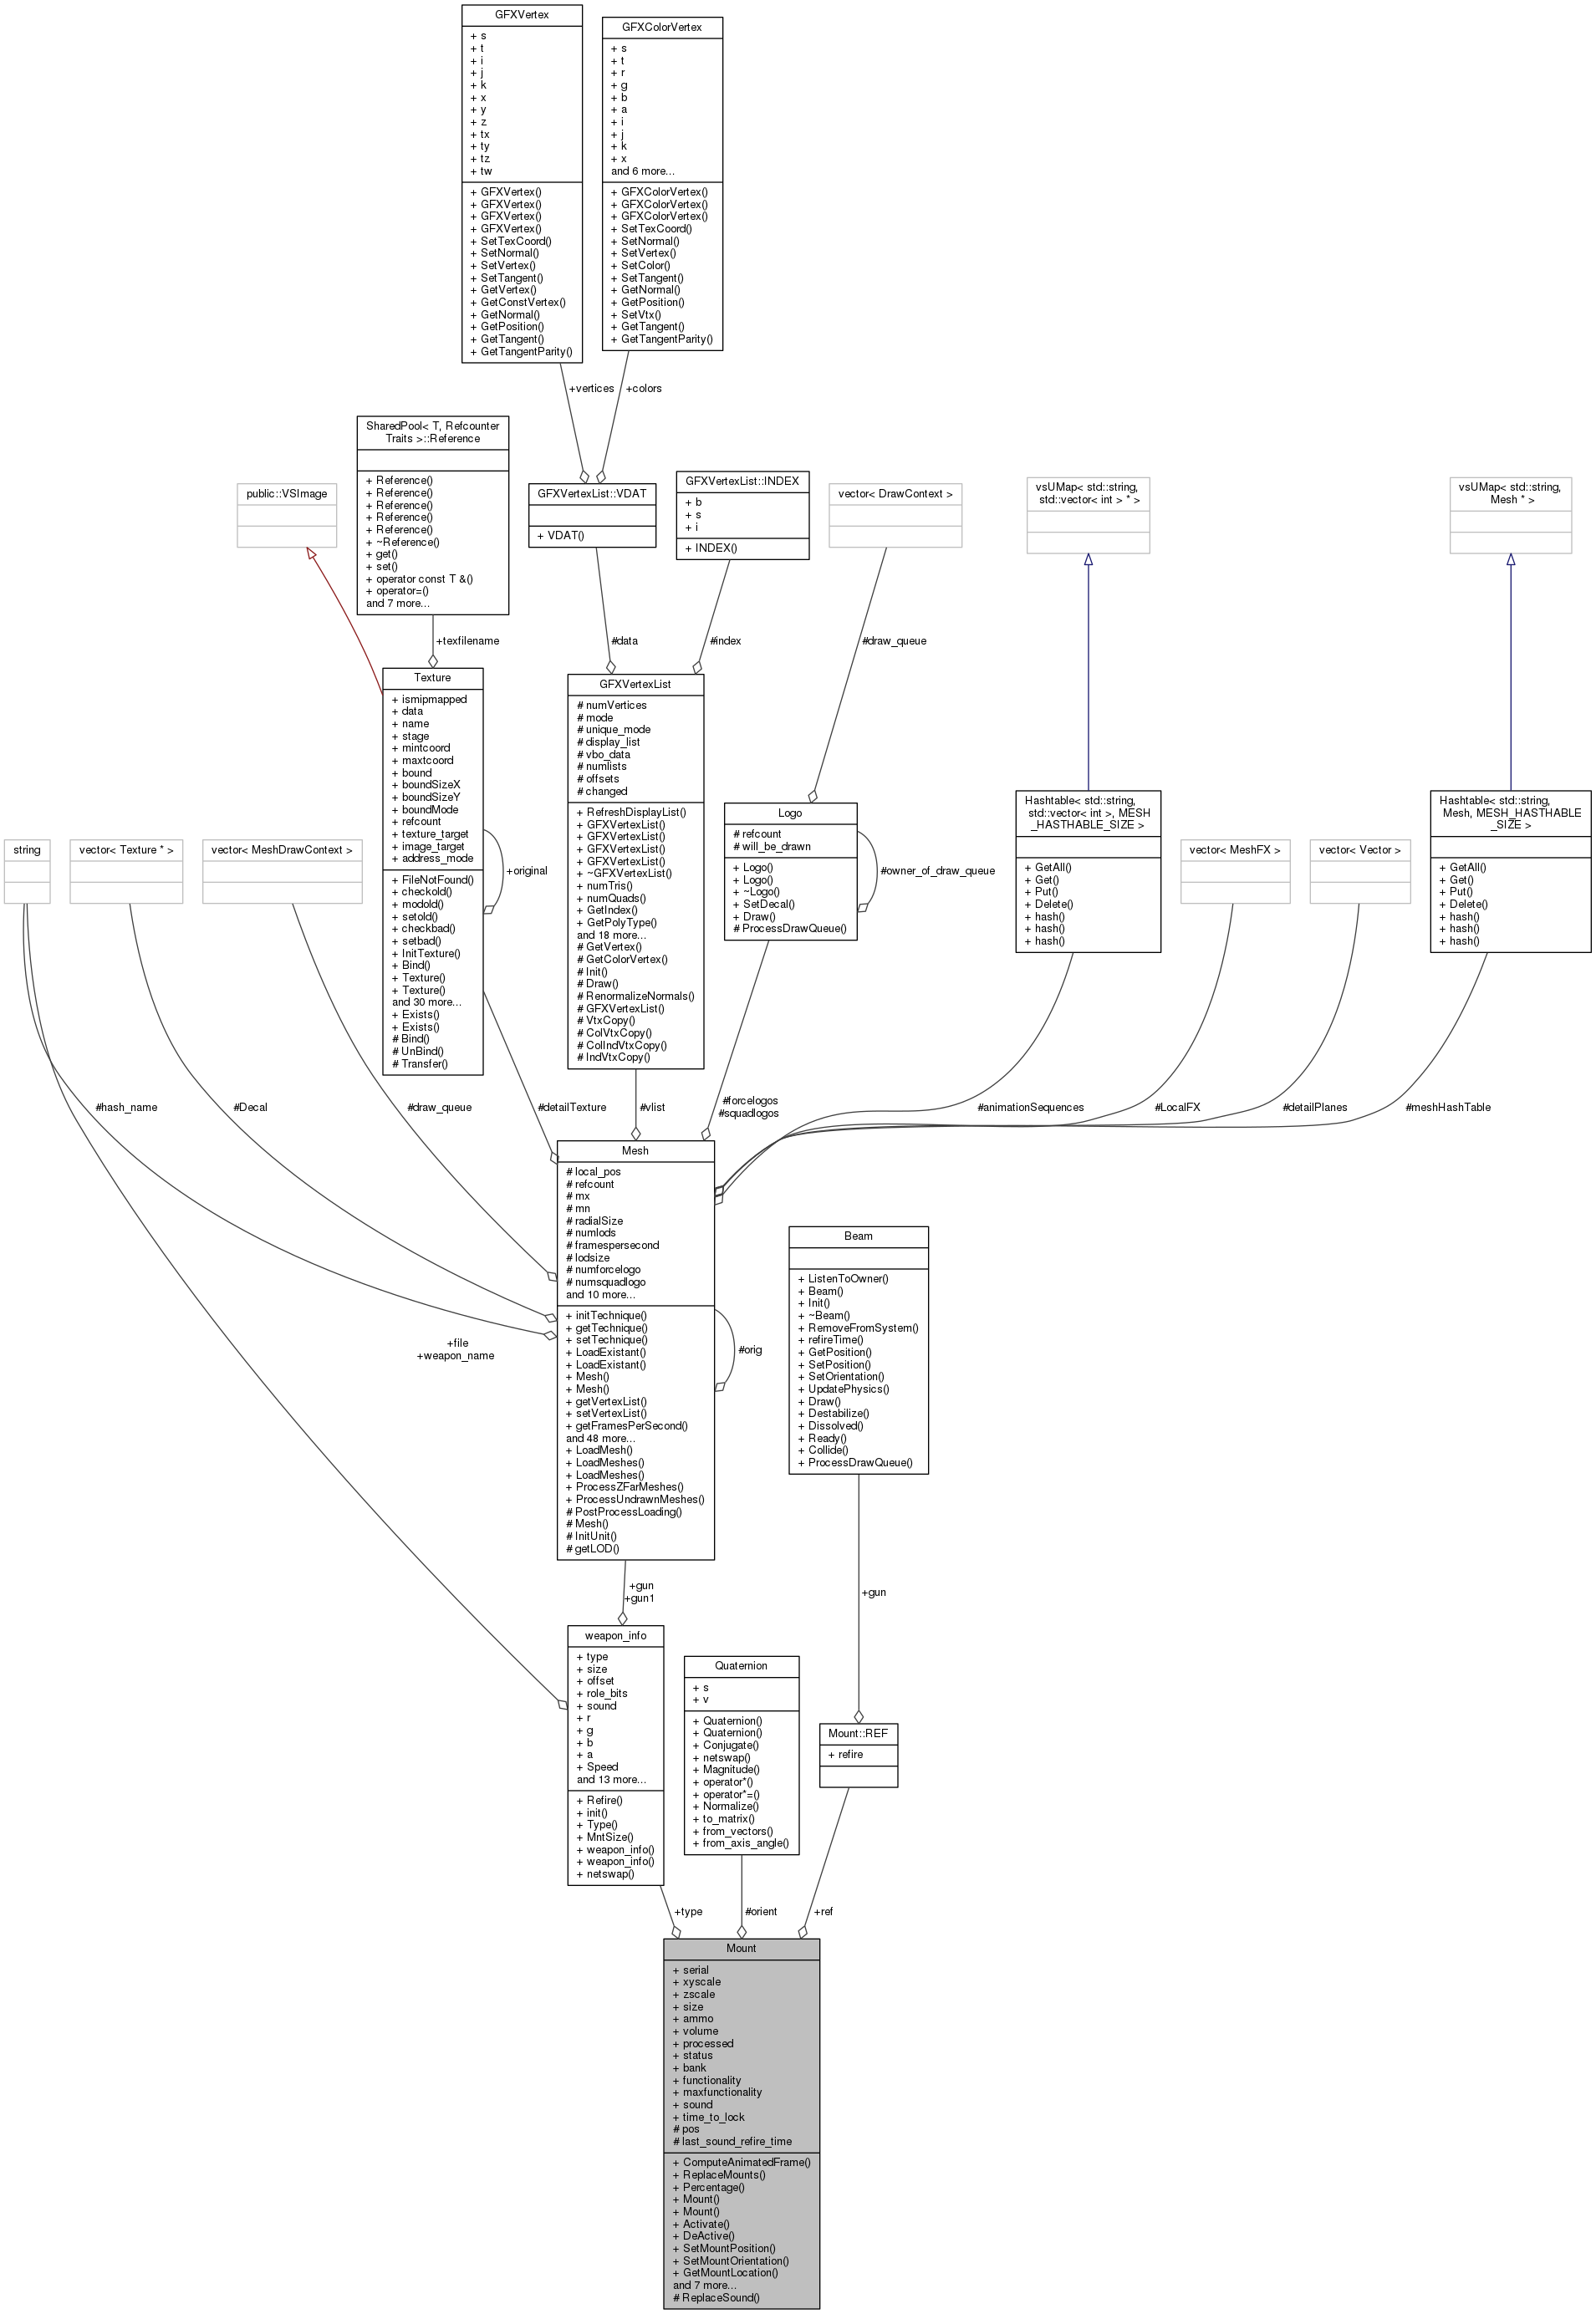 GFXVertex
+ s
+ t
+ i
+ j
+ k
+ x
+ y
+ z
+ tx
+ ty
+ tz
+ tw
+ GFXVertex()
+ GFXVertex()
+ GFXVertex()
+ GFXVertex()
+ SetTexCoord()
+ SetNormal()
+ SetVertex()
+ SetTangent()
+ GetVertex()
+ GetConstVertex()
+ GetNormal()
+ GetPosition()
+ GetTangent()
+ GetTangentParity()
GFXColorVertex
+ s
+ t
+ r
+ g
+ b
+ a
+ i
+ j
+ k
+ x
and 6 more...
+ GFXColorVertex()
+ GFXColorVertex()
+ GFXColorVertex()
+ SetTexCoord()
+ SetNormal()
+ SetVertex()
+ SetColor()
+ SetTangent()
+ GetNormal()
+ GetPosition()
+ SetVtx()
+ GetTangent()
+ GetTangentParity()
+vertices
+colors
SharedPool< T, Refcounter
Traits >::Reference
+ Reference()
+ Reference()
+ Reference()
+ Reference()
+ Reference()
+ ~Reference()
+ get()
+ set()
+ operator const T &()
+ operator=()
and 7 more...
public::VSImage
GFXVertexList::VDAT
+ VDAT()
GFXVertexList::INDEX
+ b
+ s
+ i
+ INDEX()
vector< DrawContext >
vsUMap< std::string,
std::vector< int > * >
vsUMap< std::string,
Mesh * >
+texfilename
#data
#index
#draw_queue
Texture
+ ismipmapped
+ data
+ name
+ stage
+ mintcoord
+ maxtcoord
+ bound
+ boundSizeX
+ boundSizeY
+ boundMode
+ refcount
+ texture_target
+ image_target
+ address_mode
+ FileNotFound()
+ checkold()
+ modold()
+ setold()
+ checkbad()
+ setbad()
+ InitTexture()
+ Bind()
+ Texture()
+ Texture()
and 30 more...
+ Exists()
+ Exists()
# Bind()
# UnBind()
# Transfer()
+original
GFXVertexList
# numVertices
# mode
# unique_mode
# display_list
# vbo_data
# numlists
# offsets
# changed
+ RefreshDisplayList()
+ GFXVertexList()
+ GFXVertexList()
+ GFXVertexList()
+ GFXVertexList()
+ ~GFXVertexList()
+ numTris()
+ numQuads()
+ GetIndex()
+ GetPolyType()
and 18 more...
# GetVertex()
# GetColorVertex()
# Init()
# Draw()
# RenormalizeNormals()
# GFXVertexList()
# VtxCopy()
# ColVtxCopy()
# ColIndVtxCopy()
# IndVtxCopy()
Logo
# refcount
# will_be_drawn
+ Logo()
+ Logo()
+ ~Logo()
+ SetDecal()
+ Draw()
# ProcessDrawQueue()
#owner_of_draw_queue
Hashtable< std::string,
std::vector< int >, MESH
_HASTHABLE_SIZE >
+ GetAll()
+ Get()
+ Put()
+ Delete()
+ hash()
+ hash()
+ hash()
Hashtable< std::string,
Mesh, MESH_HASTHABLE
_SIZE >
+ GetAll()
+ Get()
+ Put()
+ Delete()
+ hash()
+ hash()
+ hash()
string
vector< Texture * >
vector< MeshDrawContext >
vector< MeshFX >
vector< Vector >
#hash_name
#Decal
#draw_queue
#detailTexture
#vlist
#forcelogos
#squadlogos
#animationSequences
#LocalFX
#detailPlanes
#meshHashTable
Mesh
# local_pos
# refcount
# mx
# mn
# radialSize
# numlods
# framespersecond
# lodsize
# numforcelogo
# numsquadlogo
and 10 more...
+ initTechnique()
+ getTechnique()
+ setTechnique()
+ LoadExistant()
+ LoadExistant()
+ Mesh()
+ Mesh()
+ getVertexList()
+ setVertexList()
+ getFramesPerSecond()
and 48 more...
+ LoadMesh()
+ LoadMeshes()
+ LoadMeshes()
+ ProcessZFarMeshes()
+ ProcessUndrawnMeshes()
# PostProcessLoading()
# Mesh()
# InitUnit()
# getLOD()
#orig
+file
+weapon_name
Beam
+ ListenToOwner()
+ Beam()
+ Init()
+ ~Beam()
+ RemoveFromSystem()
+ refireTime()
+ GetPosition()
+ SetPosition()
+ SetOrientation()
+ UpdatePhysics()
+ Draw()
+ Destabilize()
+ Dissolved()
+ Ready()
+ Collide()
+ ProcessDrawQueue()
+gun
+gun1
+gun
weapon_info
+ type
+ size
+ offset
+ role_bits
+ sound
+ r
+ g
+ b
+ a
+ Speed
and 13 more...
+ Refire()
+ init()
+ Type()
+ MntSize()
+ weapon_info()
+ weapon_info()
+ netswap()
Quaternion
+ s
+ v
+ Quaternion()
+ Quaternion()
+ Conjugate()
+ netswap()
+ Magnitude()
+ operator*()
+ operator*=()
+ Normalize()
+ to_matrix()
+ from_vectors()
+ from_axis_angle()
Mount::REF
+ refire
+type
#orient
+ref
Mount
+ serial
+ xyscale
+ zscale
+ size
+ ammo
+ volume
+ processed
+ status
+ bank
+ functionality
+ maxfunctionality
+ sound
+ time_to_lock
# pos
# last_sound_refire_time
+ ComputeAnimatedFrame()
+ ReplaceMounts()
+ Percentage()
+ Mount()
+ Mount()
+ Activate()
+ DeActive()
+ SetMountPosition()
+ SetMountOrientation()
+ GetMountLocation()
and 7 more...
# ReplaceSound()